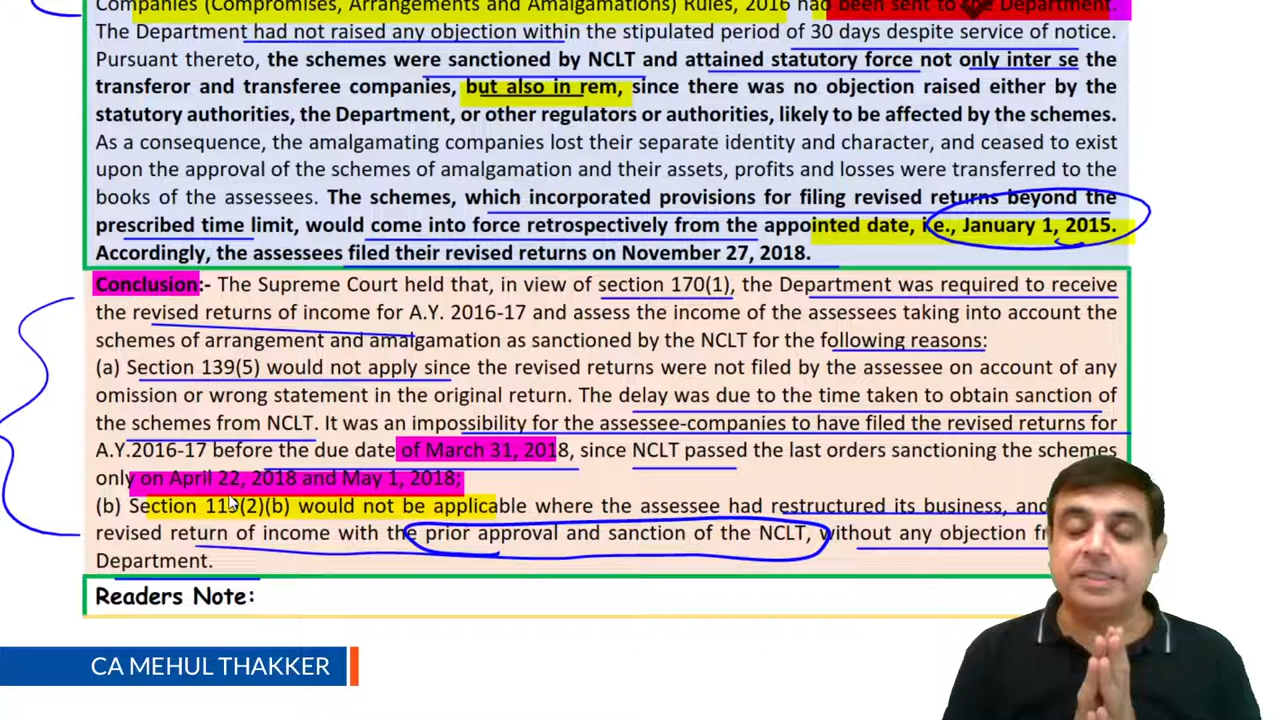 Companies (Compromises, Arrangements and Amalgamations) Rules, 2016 had been sent to the Department.
The Department had not raised any objection within the stipulated period of 30 days despite service of notice.
Pursuant thereto, the schemes were sanctioned by NCLT and attained statutory force not only inter se the
transferor and transferee companies, but also in rem, since there was no objection raised either by the
statutory authorities, the Department, or other regulators or authorities, likely to be affected by the schemes.
As a consequence, the amalgamating companies lost their separate identity and character, and ceased to exist
upon the approval of the schemes of amalgamation and their assets, profits and losses were transferred to the
books of the assessees. The schemes, which incorporated provisions for filing revised returns beyond the
prescribed time limit, would come into force retrospectively from the appointed date, i.e., January 1, 2015.
Accordingly, the assessees filed their revised returns on November 27, 2018.
Conclusion:- The Supreme Court held that, in view of section 170(1), the Department was required to receive
the revised returns of income for A.Y. 2016-17 and assess the income of the assessees taking into account the
schemes of arrangement and amalgamation as sanctioned by the NCLT for the following reasons:
(a) Section 139(5) would not apply since the revised returns were not filed by the assessee on account of any
omission or wrong statement in the original return. The delay was due to the time taken to obtain sanction of
the schemes from NCLT. It was an impossibility for the assessee-companies to have filed the revised returns for
A.Y.2016-17 before the due date of March 31, 2018, since NCLT passed the last orders sanctioning the schemes
only on April 22, 2018 and May 1, 2018;
(b) Section 119(2)(b) would not be applicable where the assessee had restructured its business, and
revised return of income with the prior approval and sanction of the NCLT, without any objection
Department.
Readers Note:
CA MEHUL THAKKER